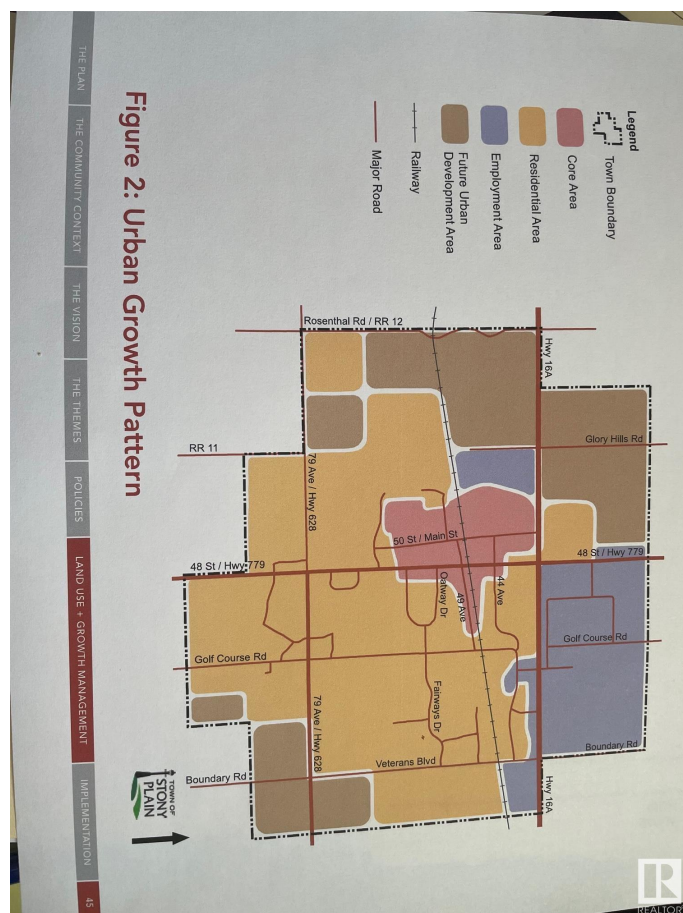 Legend
Town Boundary
Core Area
Residential Area
Employment Area
Future Urban
Development Area
Railway
Major Road
Rosenthal Rd / RR 12
Hwy 16A
Glory Hills Rd
RR 11
79 Ave / Hwy 628
50 St / Main St
48 St / Hwy 779
48 St / Hwy 779
44 Ave
49 Ave
Oatway Dr
Golf Course Rd
Golf Course Rd
Fairways Dr
79 Ave / Hwy 628
Veterans Blvd
Boundary Rd
Boundary Rd
Hwy 16A
Figure 2: Urban Growth Pattern
TOWN OF
STONY
PLAIN
THE PLAN
THE COMMUNITY CONTEXT
THE VISION
THE THEMES
POLICIES
LAND USE + GROWTH MANAGEMENT
IMPLEMENTATION
45
REALTOR